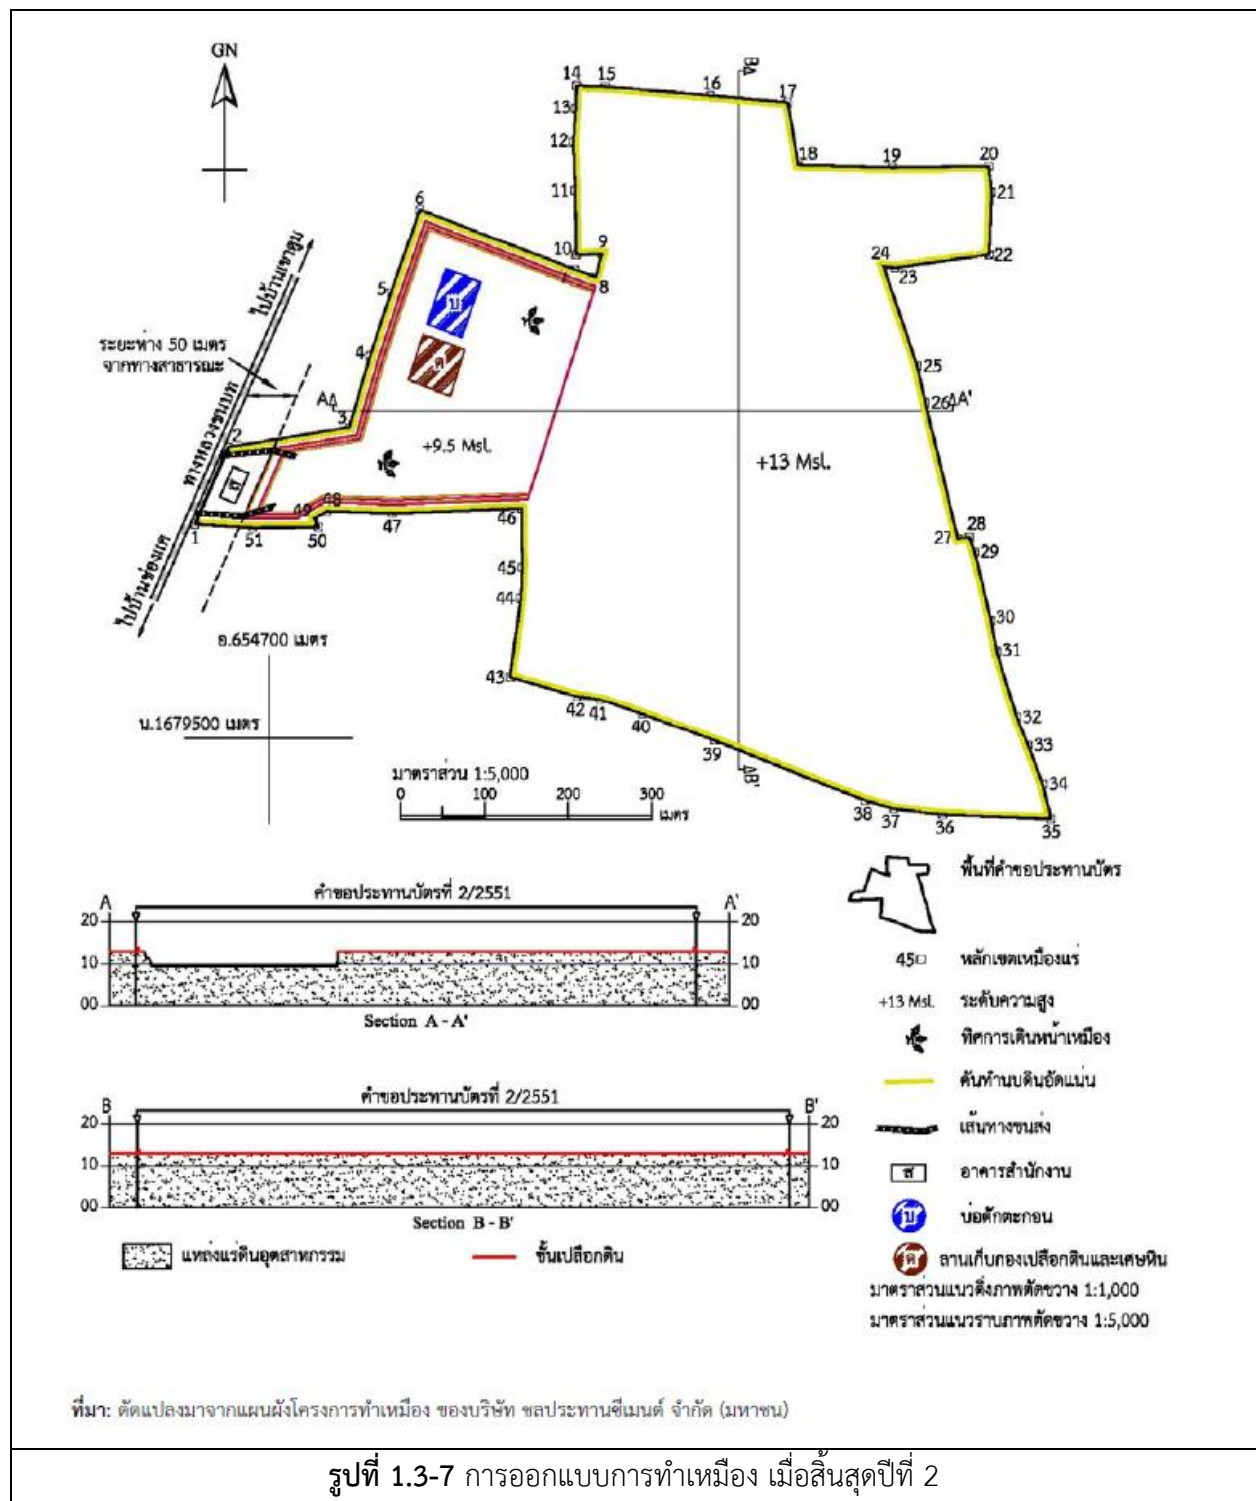 GN
14 15 16 17
13
12
11
10 9
8
18 19 20
21
22
24 23
25
26 A'
6
5
4
3
2
1
B
A
ไปบ้านเขาตูม
ระยะห่าง 50 เมตร
จากทางสาธารณะ
ทางหลวงชนบท
ไปบ้านช่องแค
บ
ค
ส
+9.5 Msl.
+13 Msl.
49 48
47
46
51 50
45
44
43
42 41
40
39
38 37 36 35
27 28
29
30
31
32
33
34
B'
อ.654700 เมตร
น.1679500 เมตร
มาตราส่วน 1:5,000
0 100 200 300
เมตร
คำขอประทานบัตรที่ 2/2551
A A'
20 20
10 10
00 00
Section A - A'
คำขอประทานบัตรที่ 2/2551
B B'
20 20
10 10
00 00
Section B - B'
แหล่งแร่ดินอุตสาหกรรม
ชั้นเปลือกดิน
พื้นที่คำขอประทานบัตร
45 หลักเขตเหมืองแร่
+13 Msl. ระดับความสูง
ทิศการเดินหน้าเหมือง
คันทำนบดินอัดแน่น
เส้นทางขนส่ง
ส อาคารสำนักงาน
บ บ่อดักตะกอน
ค ลานเก็บกองเปลือกดินและเศษหิน
มาตราส่วนแนวดิ่งภาพตัดขวาง 1:1,000
มาตราส่วนแนวราบภาพตัดขวาง 1:5,000
ที่มา: ดัดแปลงมาจากแผนผังโครงการทำเหมือง ของบริษัท ชลประทานซีเมนต์ จำกัด (มหาชน)
รูปที่ 1.3-7 การออกแบบการทำเหมือง เมื่อสิ้นสุดปีที่ 2